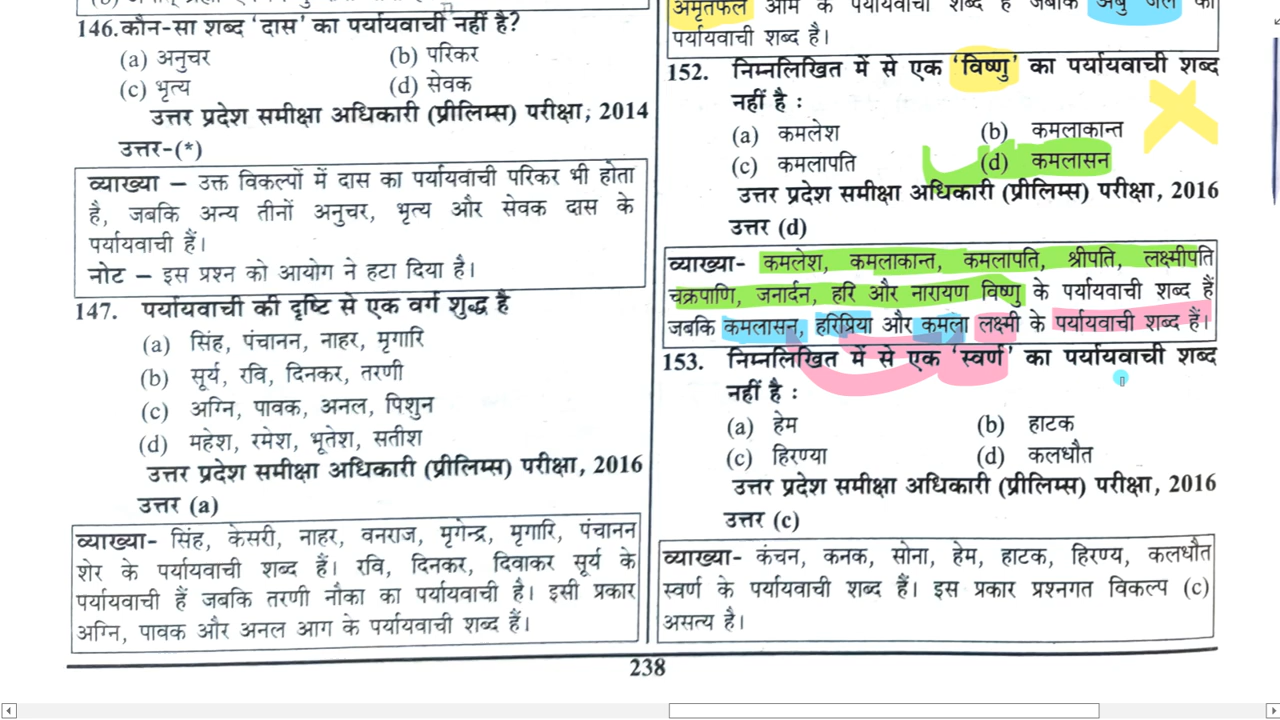 146. कौन-सा शब्द ‘दास’ का पर्यायवाची नहीं है?
(a) अनुचर (b) परिकर
(c) भृत्य (d) सेवक
उत्तर प्रदेश समीक्षा अधिकारी (प्रीलिम्स) परीक्षा; 2014
उत्तर-(*)
व्याख्या – उक्त विकल्पों में दास का पर्यायवाची परिकर भी होता
है, जबकि अन्य तीनों अनुचर, भृत्य और सेवक दास के
पर्यायवाची हैं।
नोट – इस प्रश्न को आयोग ने हटा दिया है।
147. पर्यायवाची की दृष्टि से एक वर्ग शुद्ध है
(a) सिंह, पंचानन, नाहर, मृगारि
(b) सूर्य, रवि, दिनकर, तरणी
(c) अग्नि, पावक, अनल, पिशुन
(d) महेश, रमेश, भूतेश, सतीश
उत्तर प्रदेश समीक्षा अधिकारी (प्रीलिम्स) परीक्षा, 2016
उत्तर (a)
व्याख्या- सिंह, केसरी, नाहर, वनराज, मृगेन्द्र, मृगारि, पंचानन
शेर के पर्यायवाची शब्द हैं। रवि, दिनकर, दिवाकर सूर्य के
पर्यायवाची हैं जबकि तरणी नौका का पर्यायवाची है। इसी प्रकार
अग्नि, पावक और अनल आग के पर्यायवाची शब्द हैं।
अमृतफल आम के पर्यायवाची शब्द हैं जबकि अंबु जल का
पर्यायवाची शब्द है।
152. निम्नलिखित में से एक ‘विष्णु’ का पर्यायवाची शब्द
नहीं है :
(a) कमलेश (b) कमलाकान्त
(c) कमलापति (d) कमलासन
उत्तर प्रदेश समीक्षा अधिकारी (प्रीलिम्स) परीक्षा, 2016
उत्तर (d)
व्याख्या- कमलेश, कमलाकान्त, कमलापति, श्रीपति, लक्ष्मीपति
चक्रपाणि, जनार्दन, हरि और नारायण विष्णु के पर्यायवाची शब्द हैं
जबकि कमलासन, हरिप्रिया और कमला लक्ष्मी के पर्यायवाची शब्द हैं।
153. निम्नलिखित में से एक ‘स्वर्ण’ का पर्यायवाची शब्द
नहीं है :
(a) हेम (b) हाटक
(c) हिरण्या (d) कलधौत
उत्तर प्रदेश समीक्षा अधिकारी (प्रीलिम्स) परीक्षा, 2016
उत्तर (c)
व्याख्या- कंचन, कनक, सोना, हेम, हाटक, हिरण्य, कलधौत
स्वर्ण के पर्यायवाची शब्द हैं। इस प्रकार प्रश्नगत विकल्प (c)
असत्य है।
238